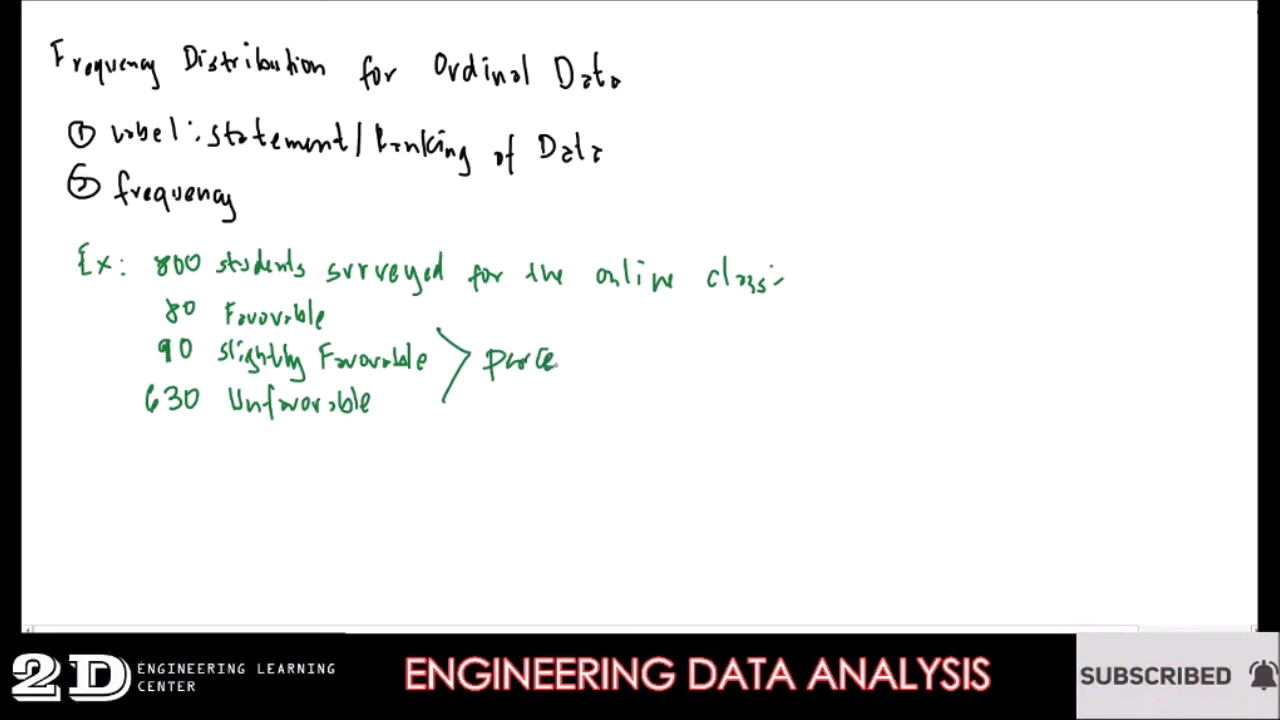 Frequency Distribution for Ordinal Data
① Label: statement/Ranking of Data
② frequency
Ex: 800 students surveyed for the online class:
80 Favorable
90 Slightly Favorable
630 Unfavorable
2D ENGINEERING LEARNING CENTER
ENGINEERING DATA ANALYSIS
SUBSCRIBED